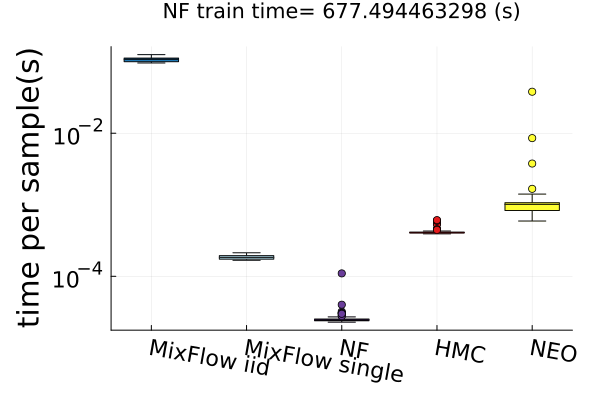 NF train time= 677.494463298 (s)
time per sample(s)
10⁻²
10⁻⁴
MixFlow iid
MixFlow single
NF
HMC
NEO